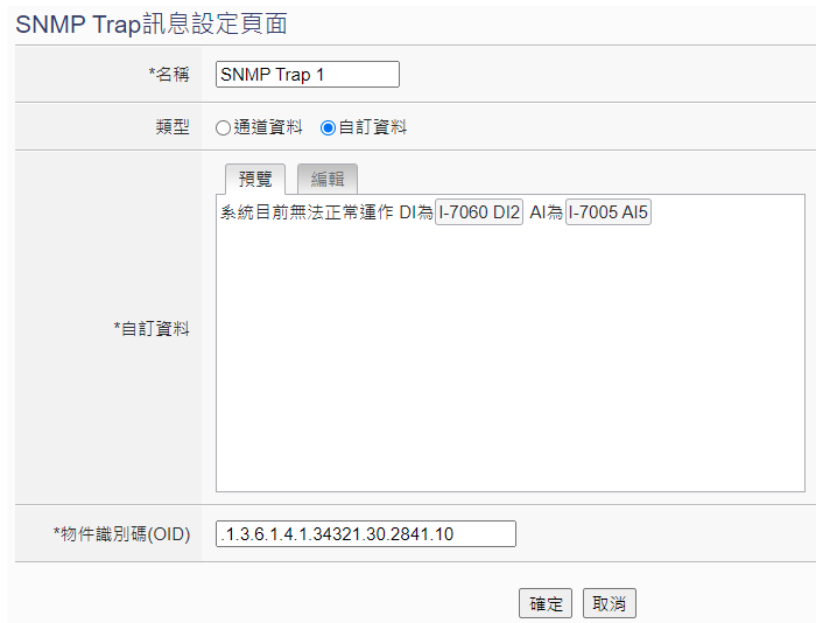 SNMP Trap訊息設定頁面
*名稱 SNMP Trap 1
類型 通道資料 自訂資料
預覽 編輯
系統目前無法正常運作 DI為 I-7060 DI2 AI為 I-7005 AI5
*自訂資料
*物件識別碼(OID) .1.3.6.1.4.1.34321.30.2841.10
確定 取消